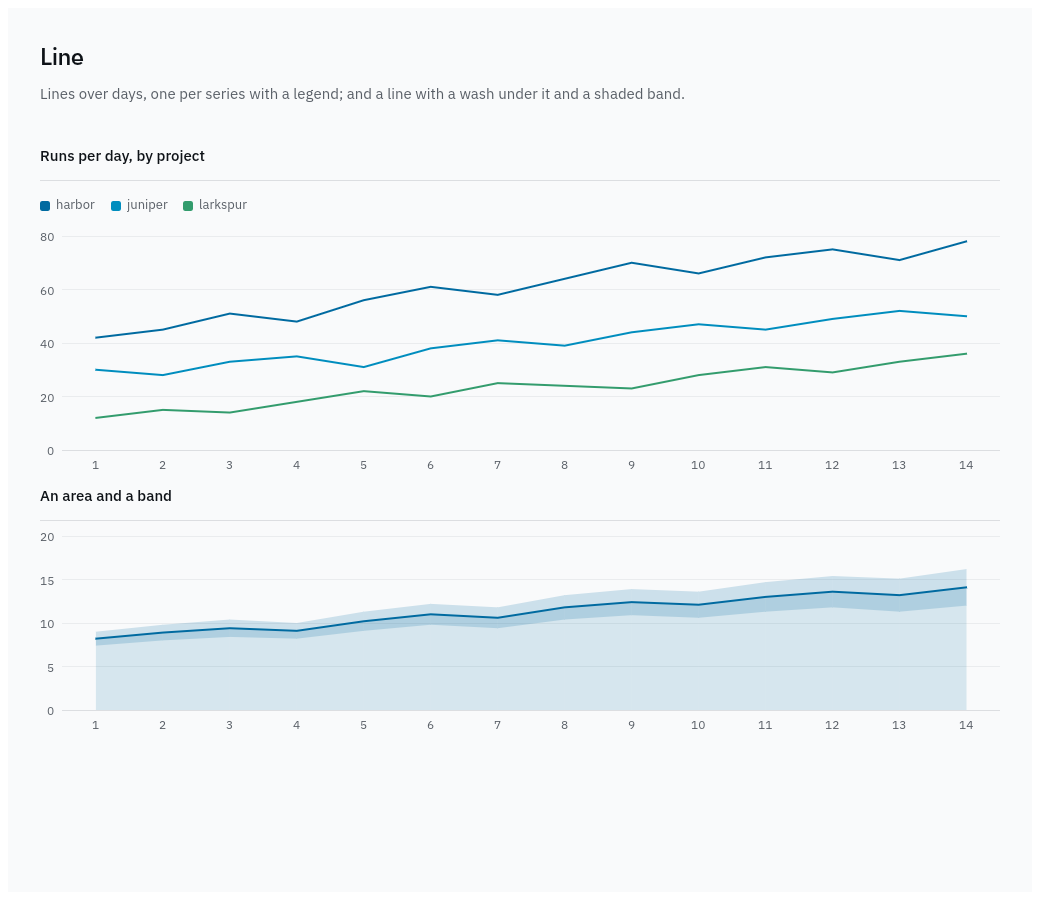 Line
Lines over days, one per series with a legend; and a line with a wash under it and a shaded band.
Runs per day, by project
harbor juniper larkspur
80
60
40
20
0
1 2 3 4 5 6 7 8 9 10 11 12 13 14
An area and a band
20
15
10
5
0
1 2 3 4 5 6 7 8 9 10 11 12 13 14